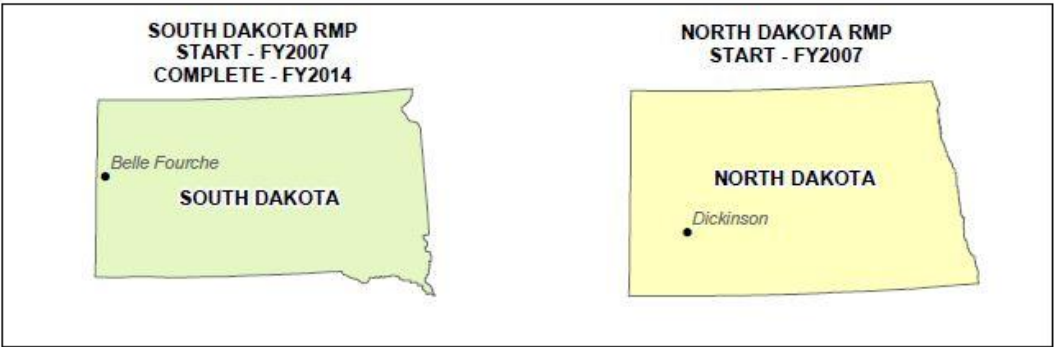 SOUTH DAKOTA RMP
START - FY2007
COMPLETE - FY2014
Belle Fourche
SOUTH DAKOTA
NORTH DAKOTA RMP
START - FY2007
NORTH DAKOTA
Dickinson